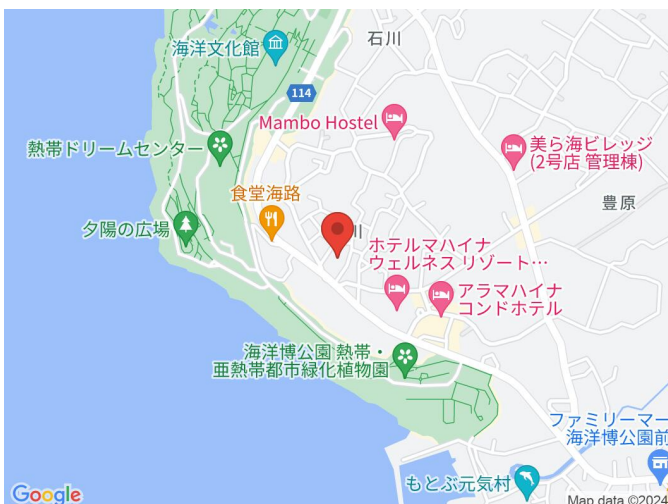 石川
海洋文化館
114
Mambo Hostel
美ら海ビレッジ
(2号店 管理棟)
熱帯ドリームセンター
食堂海路
豊原
夕陽の広場
川
ホテルマハイナ
ウェルネス リゾート…
アラマハイナ
コンドホテル
海洋博公園 熱帯・
亜熱帯都市緑化植物園
ファミリーマー
海洋博公園前
もとぶ元気村
Google
Map data ©2024